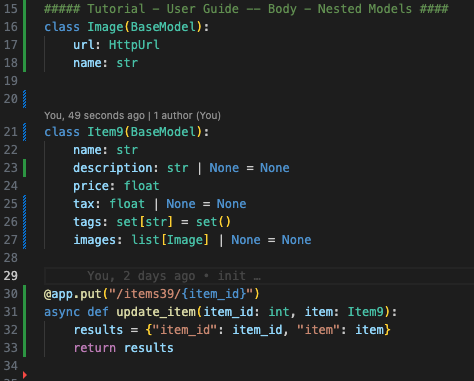 15 ##### Tutorial - User Guide -- Body - Nested Models ####
16 class Image(BaseModel):
17     url: HttpUrl
18     name: str
19
20
You, 49 seconds ago | 1 author (You)
21 class Item9(BaseModel):
22     name: str
23     description: str | None = None
24     price: float
25     tax: float | None = None
26     tags: set[str] = set()
27     images: list[Image] | None = None
28
29       You, 2 days ago • init …
30 @app.put("/items39/{item_id}")
31 async def update_item(item_id: int, item: Item9):
32     results = {"item_id": item_id, "item": item}
33     return results
34